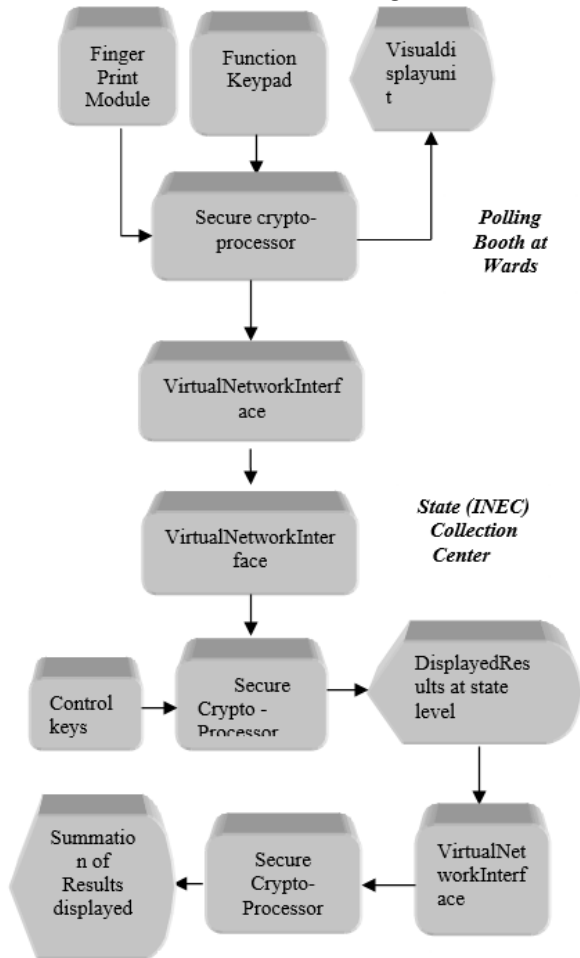 Finger
Print
Module
Function
Keypad
Visualdi
splayuni
t
Secure crypto-
processor
Polling
Booth at
Wards
VirtualNetworkInterf
ace
VirtualNetworkInter
face
State (INEC)
Collection
Center
Control
keys
Secure
Crypto -
Processor
DisplayedRes
ults at state
level
Summatio
n of
Results
displayed
Secure
Crypto-
Processor
VirtualNet
workInterf
ace